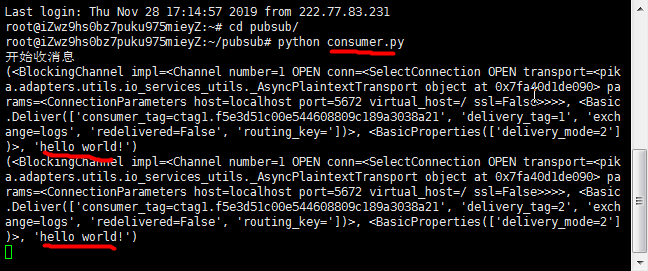 Last login: Thu Nov 28 17:14:57 2019 from 222.77.83.231
root@iZwz9hs0bz7puku975mieyZ:~# cd pubsub/
root@iZwz9hs0bz7puku975mieyZ:~/pubsub# python consumer.py
开始收消息
(<BlockingChannel impl=<Channel number=1 OPEN conn=<SelectConnection OPEN transport=<pik
a.adapters.utils.io_services_utils._AsyncPlaintextTransport object at 0x7fa40d1de090> pa
rams=<ConnectionParameters host=localhost port=5672 virtual_host=/ ssl=False>>>>, <Basic
.Deliver(['consumer_tag=ctag1.f5e3d51c00e544608809c189a3038a21', 'delivery_tag=1', 'exch
ange=logs', 'redelivered=False', 'routing_key='])>, <BasicProperties(['delivery_mode=2']
)>, 'hello world!')
(<BlockingChannel impl=<Channel number=1 OPEN conn=<SelectConnection OPEN transport=<pik
a.adapters.utils.io_services_utils._AsyncPlaintextTransport object at 0x7fa40d1de090> pa
rams=<ConnectionParameters host=localhost port=5672 virtual_host=/ ssl=False>>>>, <Basic
.Deliver(['consumer_tag=ctag1.f5e3d51c00e544608809c189a3038a21', 'delivery_tag=2', 'exch
ange=logs', 'redelivered=False', 'routing_key='])>, <BasicProperties(['delivery_mode=2']
)>, 'hello world!')